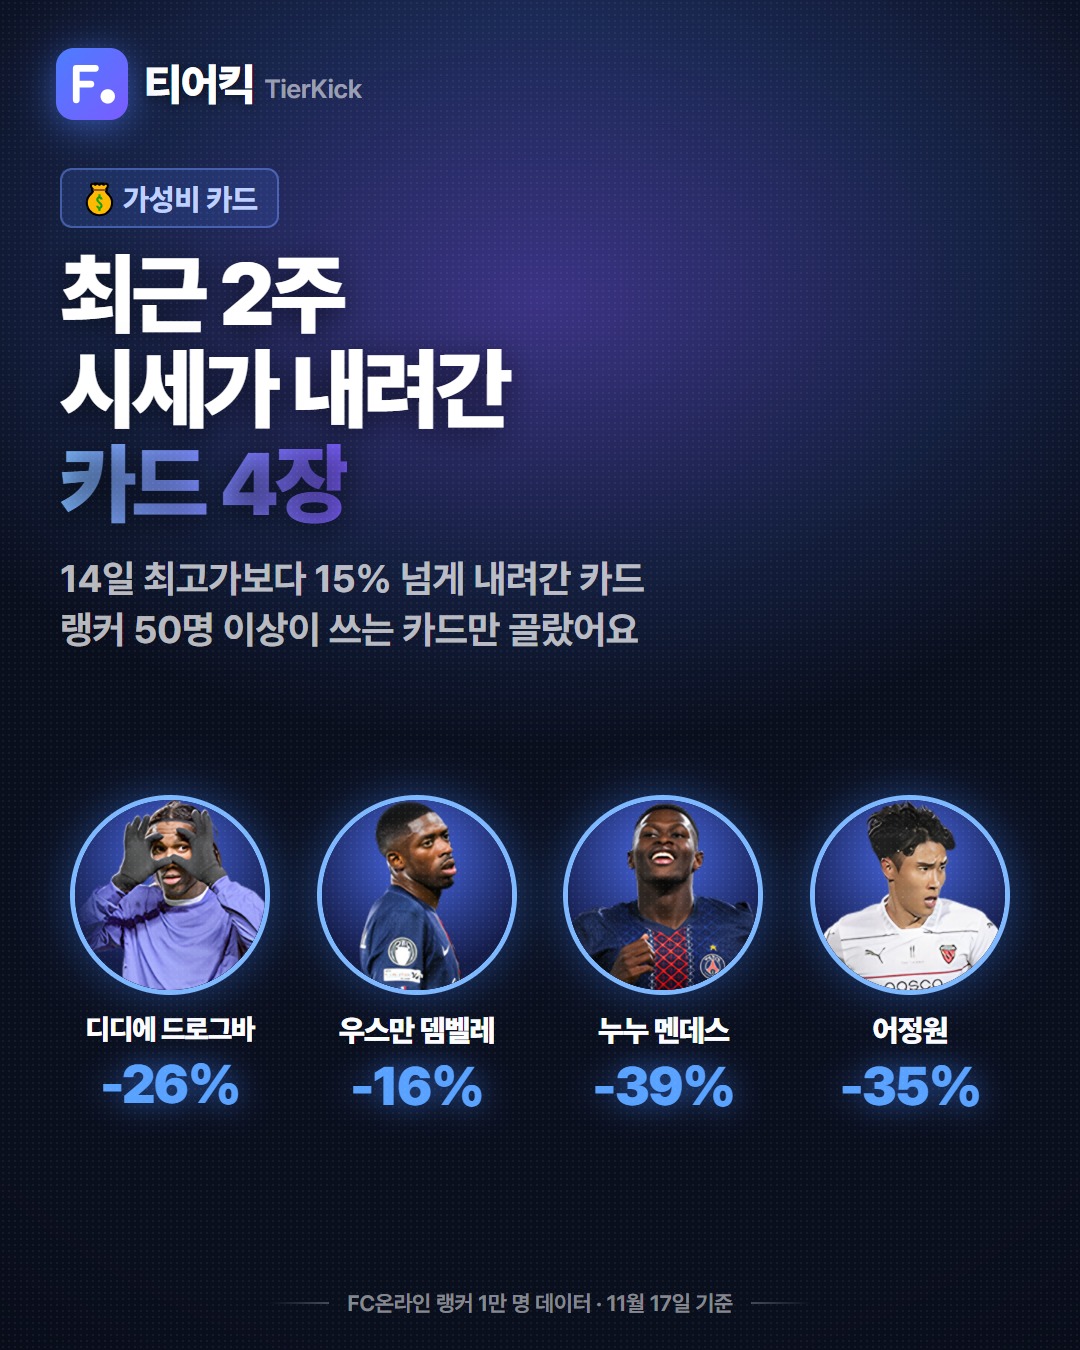 F.
티어킥 TierKick
가성비 카드
최근 2주
시세가 내려간
카드 4장
14일 최고가보다 15% 넘게 내려간 카드
랭커 50명 이상이 쓰는 카드만 골랐어요
디디에 드로그바
우스만 뎀벨레
누누 멘데스
어정원
-26%
-16%
-39%
-35%
FC온라인 랭커 1만 명 데이터 · 11월 17일 기준